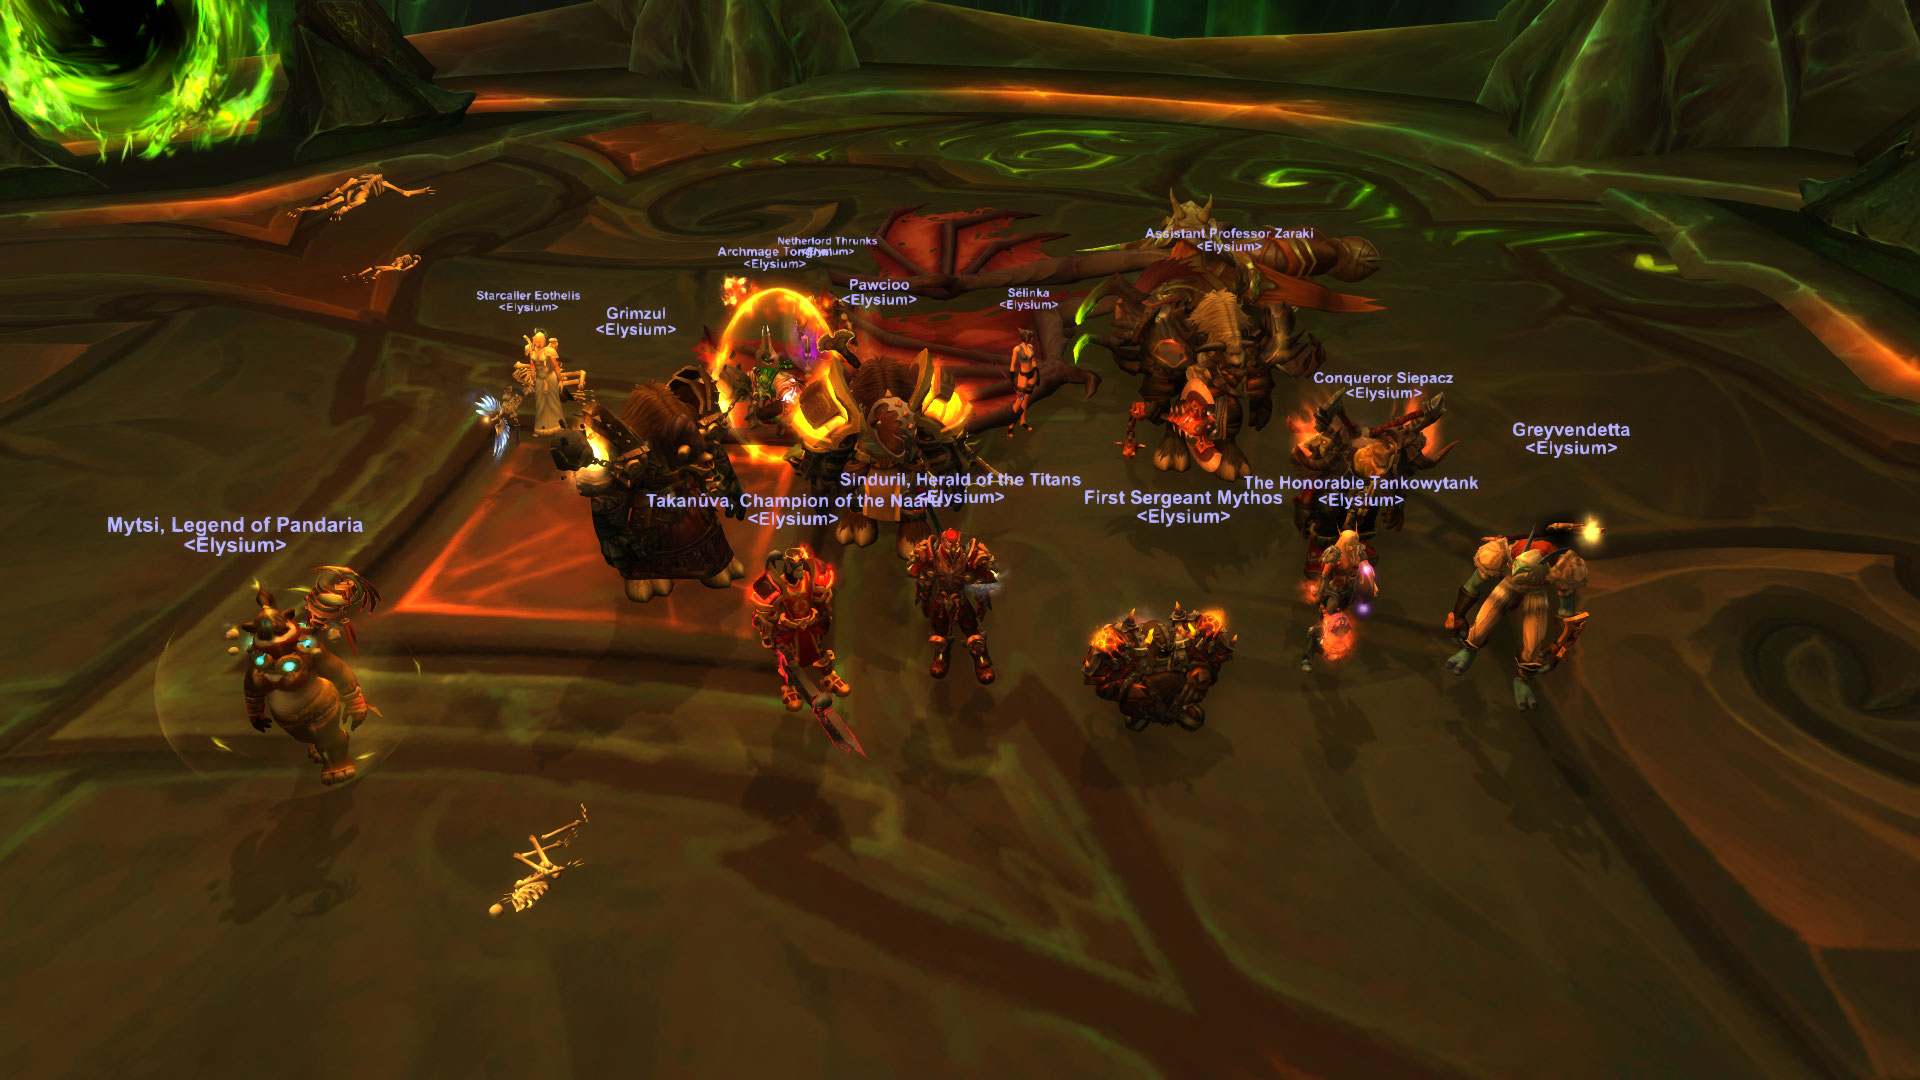 Assistant Professor Zaraki
<Elysium>
Netherlord Thrunks
Archmage
<Elysium>
Pawcioo
<Elysium>
Sëlinka
<Elysium>
Starcaller Eothelis
<Elysium>
Grimzul
<Elysium>
Conqueror Siepacz
<Elysium>
Greyvendetta
<Elysium>
Sinduril, Herald of the Titans
<Elysium>
The Honorable Tankowytank
<Elysium>
Takanûva, Champion of the Naaru
<Elysium>
First Sergeant Mythos
<Elysium>
Mytsi, Legend of Pandaria
<Elysium>